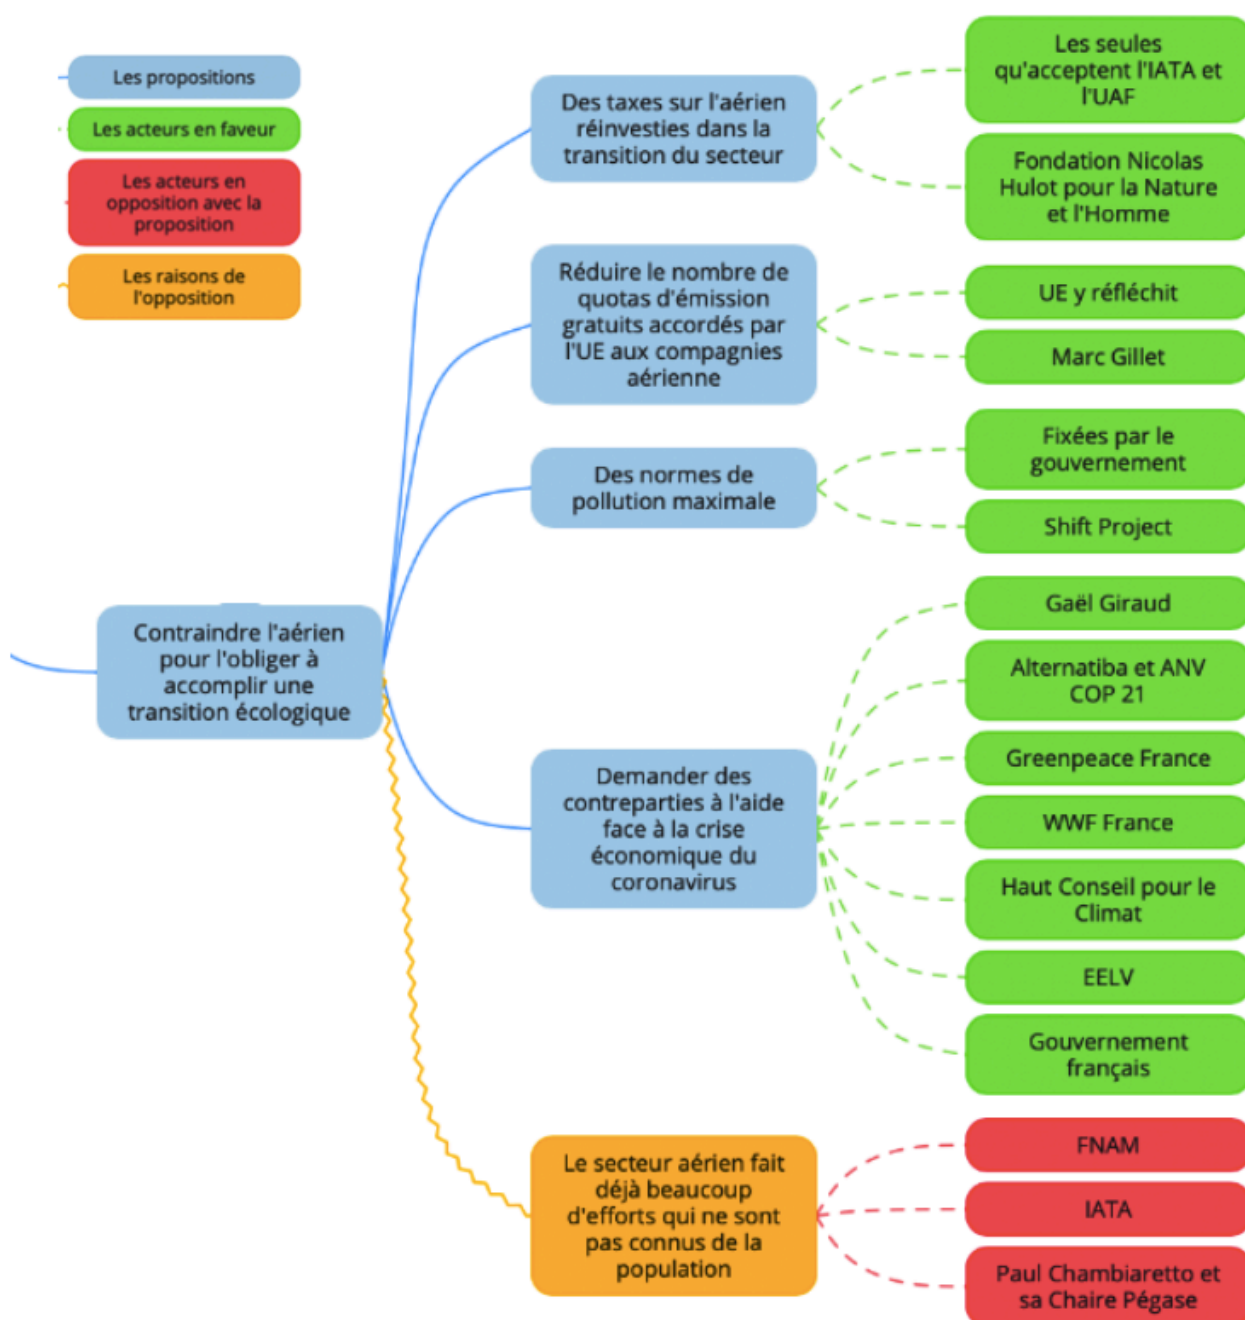 Les propositions
Les acteurs en faveur
Les acteurs en
opposition avec la
proposition
Les raisons de
l'opposition
Contraindre l'aérien
pour l'obliger à
accomplir une
transition écologique
Des taxes sur l'aérien
réinvesties dans la
transition du secteur
Les seules
qu'acceptent l'IATA et
l'UAF
Fondation Nicolas
Hulot pour la Nature
et l'Homme
Réduire le nombre de
quotas d'émission
gratuits accordés par
l'UE aux compagnies
aérienne
UE y réfléchit
Marc Gillet
Des normes de
pollution maximale
Fixées par le
gouvernement
Shift Project
Demander des
contreparties à l'aide
face à la crise
économique du
coronavirus
Gaël Giraud
Alternatiba et ANV
COP 21
Greenpeace France
WWF France
Haut Conseil pour le
Climat
EELV
Gouvernement
français
Le secteur aérien fait
déjà beaucoup
d'efforts qui ne sont
pas connus de la
population
FNAM
IATA
Paul Chambiaretto et
sa Chaire Pégase